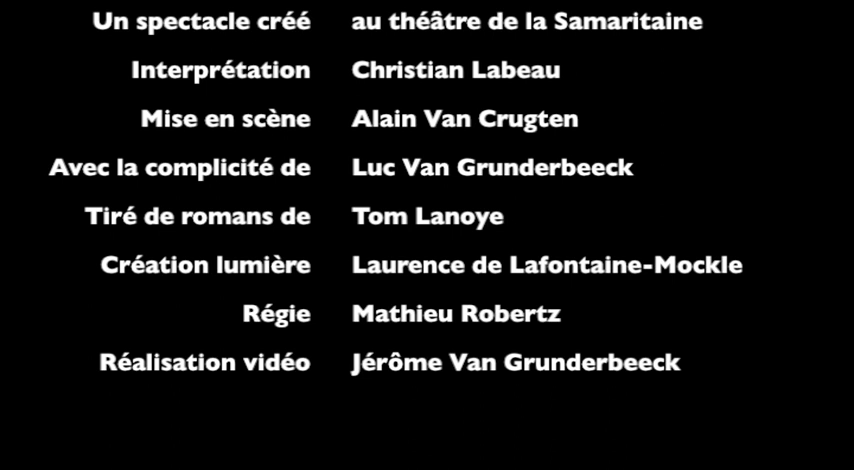 Un spectacle créé au théâtre de la Samaritaine
Interprétation Christian Labeau
Mise en scène Alain Van Crugten
Avec la complicité de Luc Van Grunderbeeck
Tiré de romans de Tom Lanoye
Création lumière Laurence de Lafontaine-Mockle
Régie Mathieu Robertz
Réalisation vidéo Jérôme Van Grunderbeeck